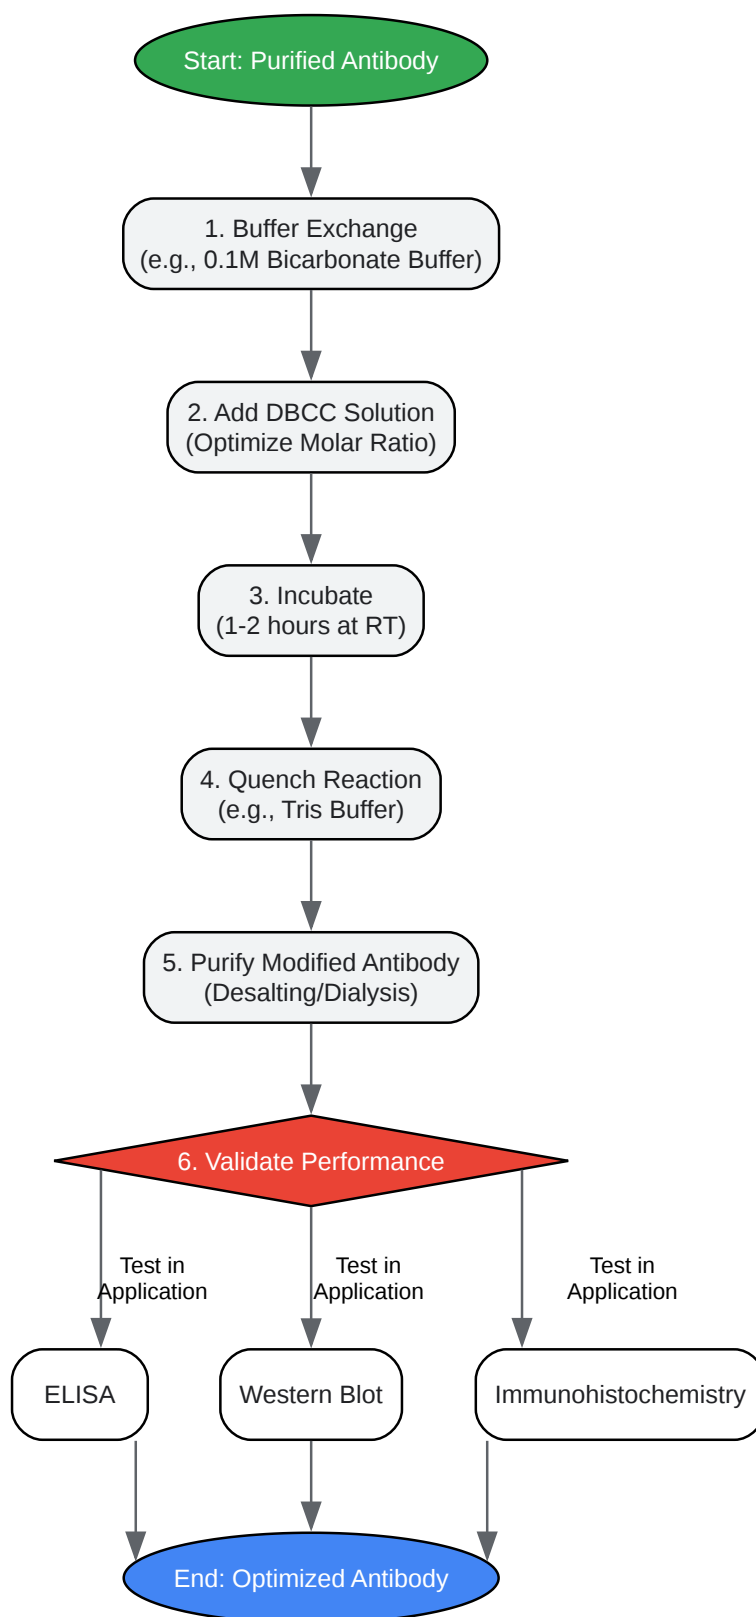 Start: Purified Antibody
1. Buffer Exchange
(e.g., 0.1M Bicarbonate Buffer)
2. Add DBCC Solution
(Optimize Molar Ratio)
3. Incubate
(1-2 hours at RT)
4. Quench Reaction
(e.g., Tris Buffer)
5. Purify Modified Antibody
(Desalting/Dialysis)
6. Validate Performance
Test in
Application
Test in
Application
Test in
Application
ELISA
Western Blot
Immunohistochemistry
End: Optimized Antibody